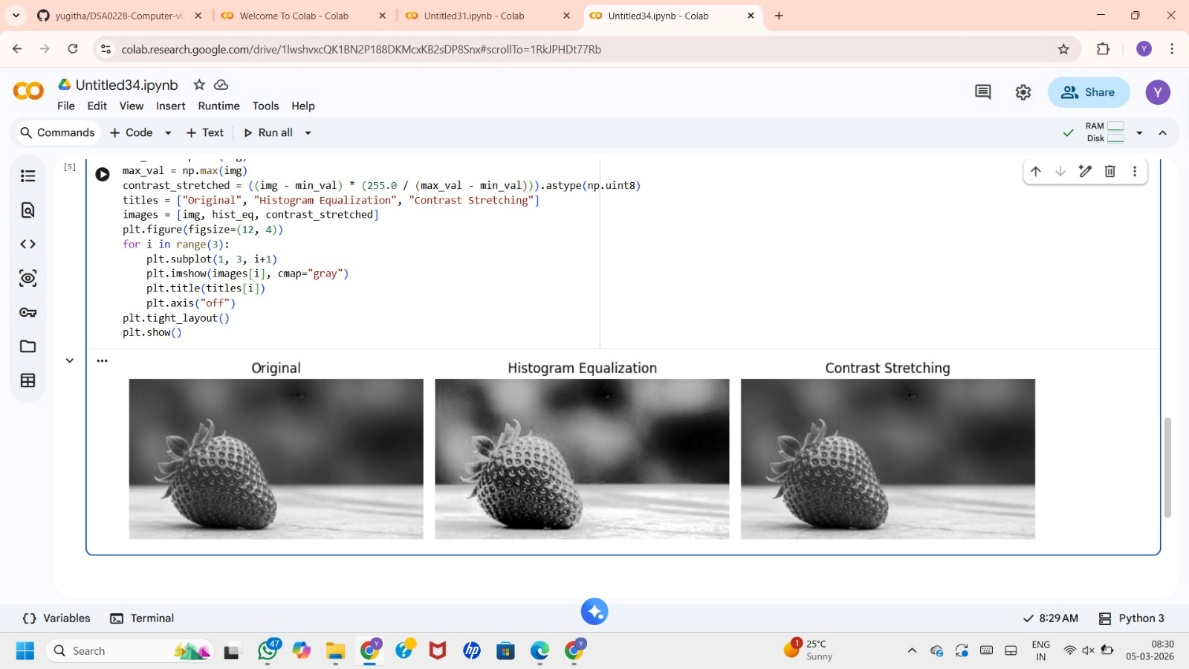 yugitha/DSA0228-Computer-vi
Welcome To Colab - Colab
Untitled31.ipynb - Colab
Untitled34.ipynb - Colab
colab.research.google.com/drive/1lwshvxcQK1BN2P188DKMcxKB2sDP8Snx#scrollTo=1RkJPHDt77Rb
Y
Untitled34.ipynb
Share
Y
File Edit View Insert Runtime Tools Help
Commands + Code + Text Run all
RAM
Disk
[5]
max_val = np.max(img)
contrast_stretched = ((img - min_val) * (255.0 / (max_val - min_val))).astype(np.uint8)
titles = ["Original", "Histogram Equalization", "Contrast Stretching"]
images = [img, hist_eq, contrast_stretched]
plt.figure(figsize=(12, 4))
for i in range(3):
    plt.subplot(1, 3, i+1)
    plt.imshow(images[i], cmap="gray")
    plt.title(titles[i])
    plt.axis("off")
plt.tight_layout()
plt.show()
Original Histogram Equalization Contrast Stretching
Variables Terminal
8:29 AM Python 3
Search
47
1
25°C
Sunny
ENG
IN
08:30
05-03-2026